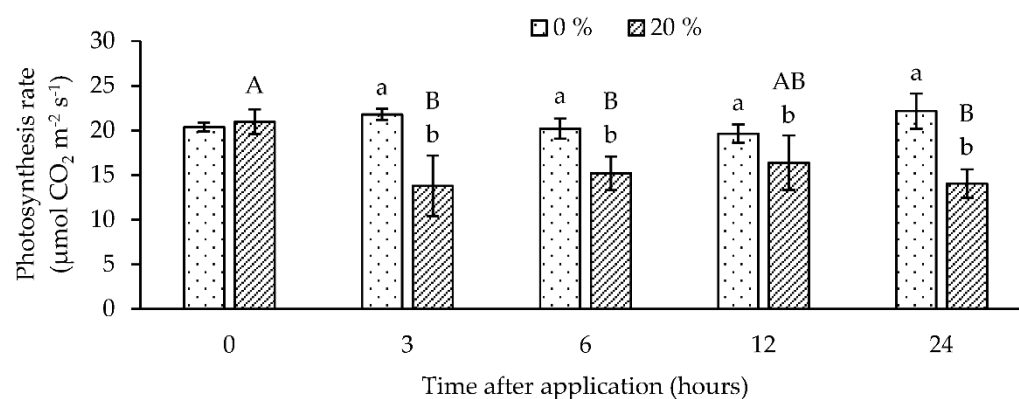 0 % 20 %
Photosynthesis rate
(µmol CO₂ m⁻² s⁻¹)
30
25
20
15
10
5
0
A
a
B
b
a
B
b
a
AB
b
a
B
b
0 3 6 12 24
Time after application (hours)